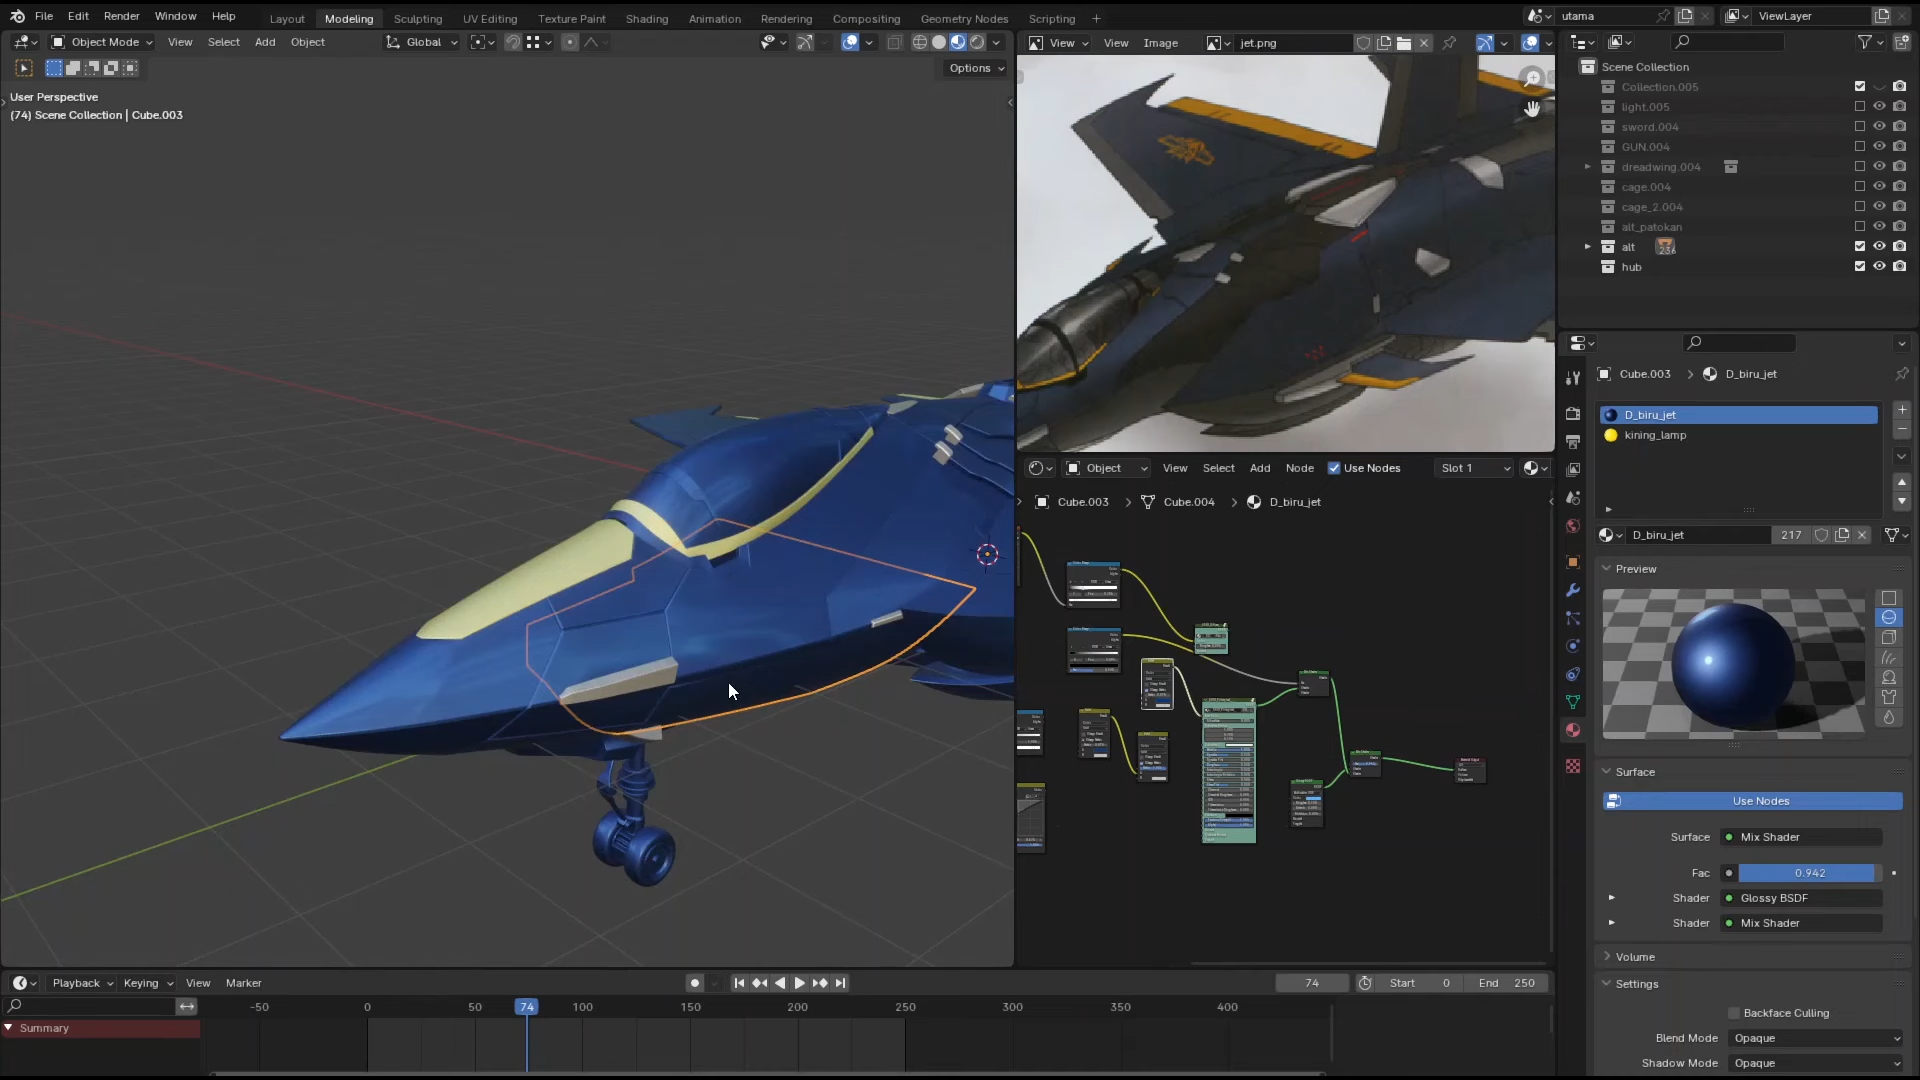 File Edit Render Window Help Layout Modeling Sculpting UV Editing Texture Paint Shading Animation Rendering Compositing Geometry Nodes Scripting + utama ViewLayer
Object Mode View Select Add Object Global
Options
User Perspective
(74) Scene Collection | Cube.003
View View Image jet.png
Scene Collection
Collection.005
light.005
sword.004
GUN.004
dreadwing.004
cage.004
cage_2.004
alt_patokan
alt 236
hub
Object View Select Add Node Use Nodes Slot 1
Cube.003 > Cube.004 > D_biru_jet
Cube.003 > D_biru_jet
D_biru_jet
kining_lamp
D_biru_jet 217
Preview
Surface
Use Nodes
Surface Mix Shader
Fac 0.942
Shader Glossy BSDF
Shader Mix Shader
Volume
Settings
Backface Culling
Blend Mode Opaque
Shadow Mode Opaque
Playback Keying View Marker 74 Start 0 End 250
-50 0 50 74 100 150 200 250 300 350 400
Summary